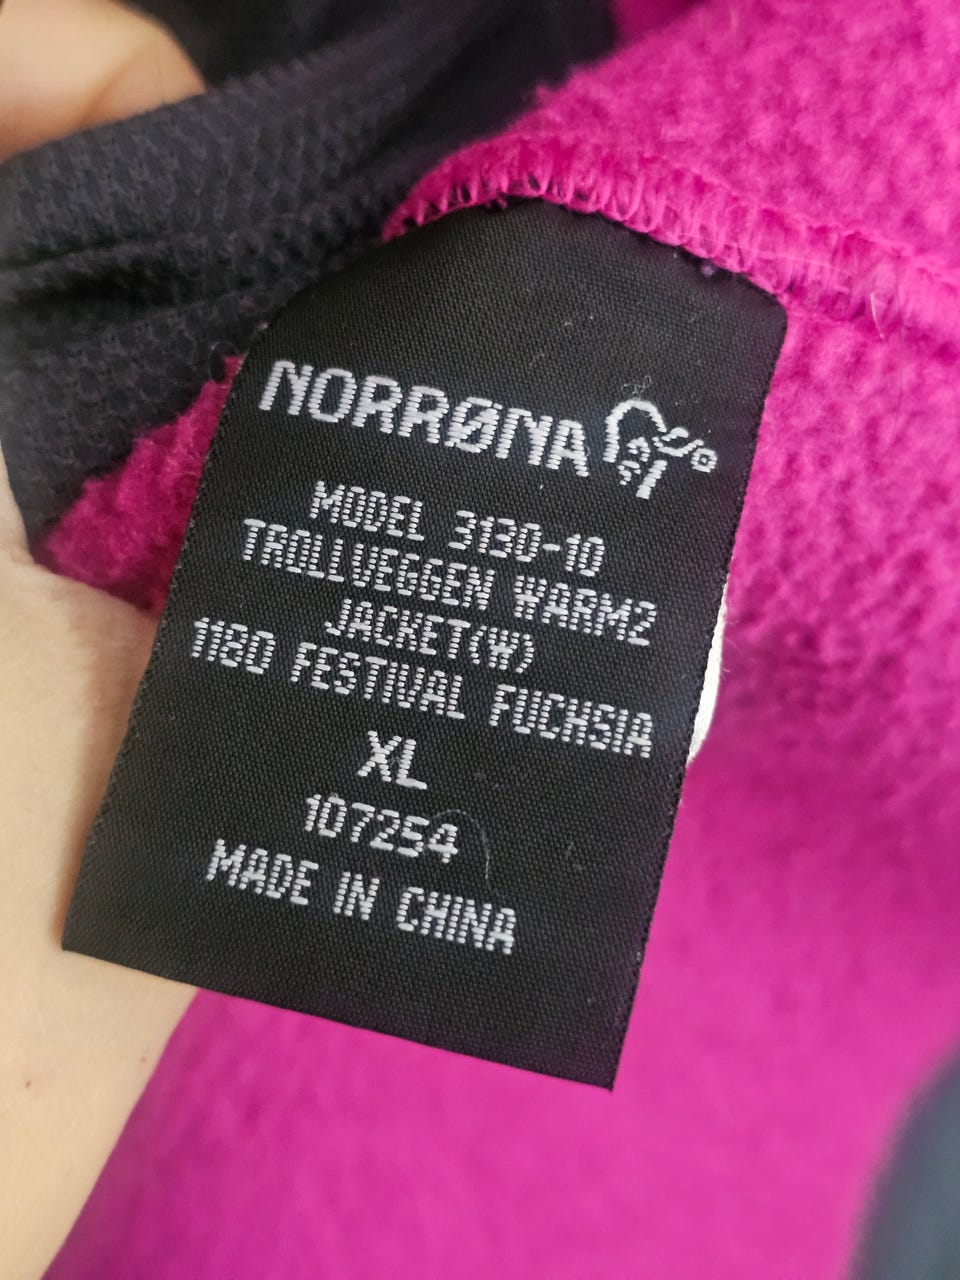 NORRØNA
MODEL 3130-10
TROLLVEGGEN WARM2
JACKET(W)
1180 FESTIVAL FUCHSIA
XL
107254
MADE IN CHINA